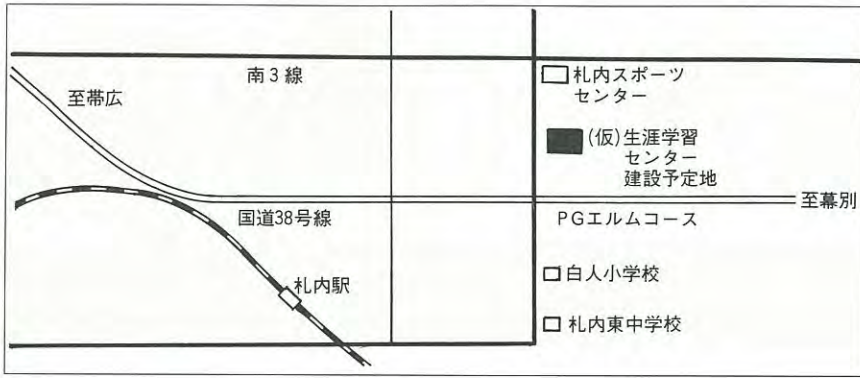 南3線
至帯広
札内スポーツ
センター
(仮)生涯学習
センター
建設予定地
至幕別
国道38号線
PGエルムコース
札内駅
白人小学校
札内東中学校